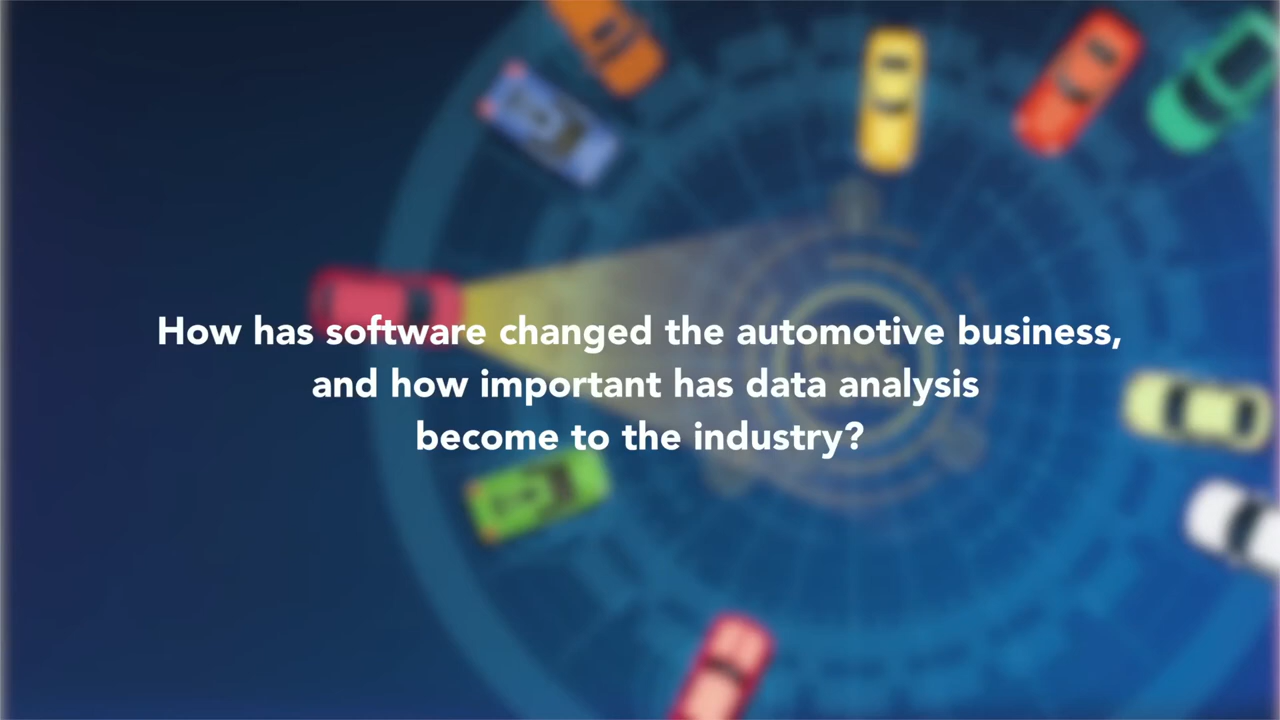 How has software changed the automotive business,
and how important has data analysis
become to the industry?